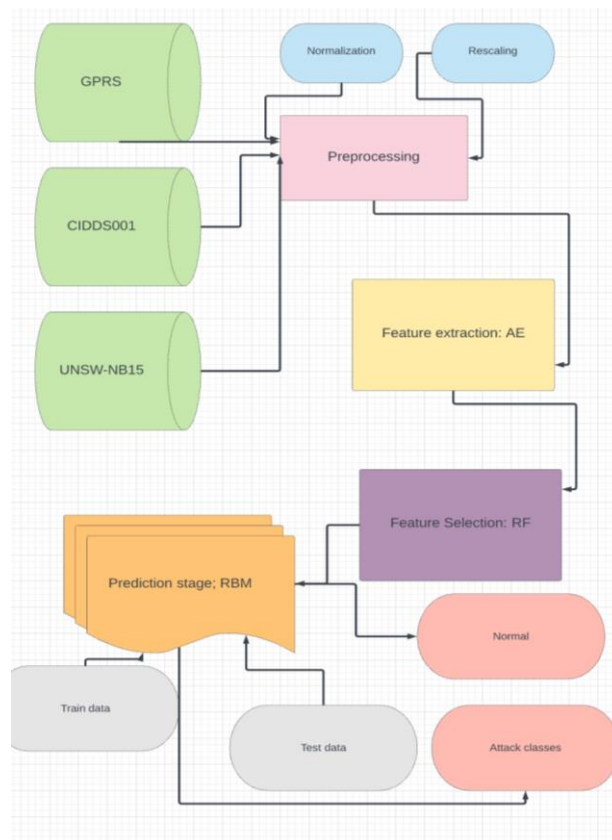 Normalization
Rescaling
GPRS
Preprocessing
CIDDS001
Feature extraction: AE
UNSW-NB15
Feature Selection: RF
Prediction stage; RBM
Normal
Train data
Test data
Attack classes